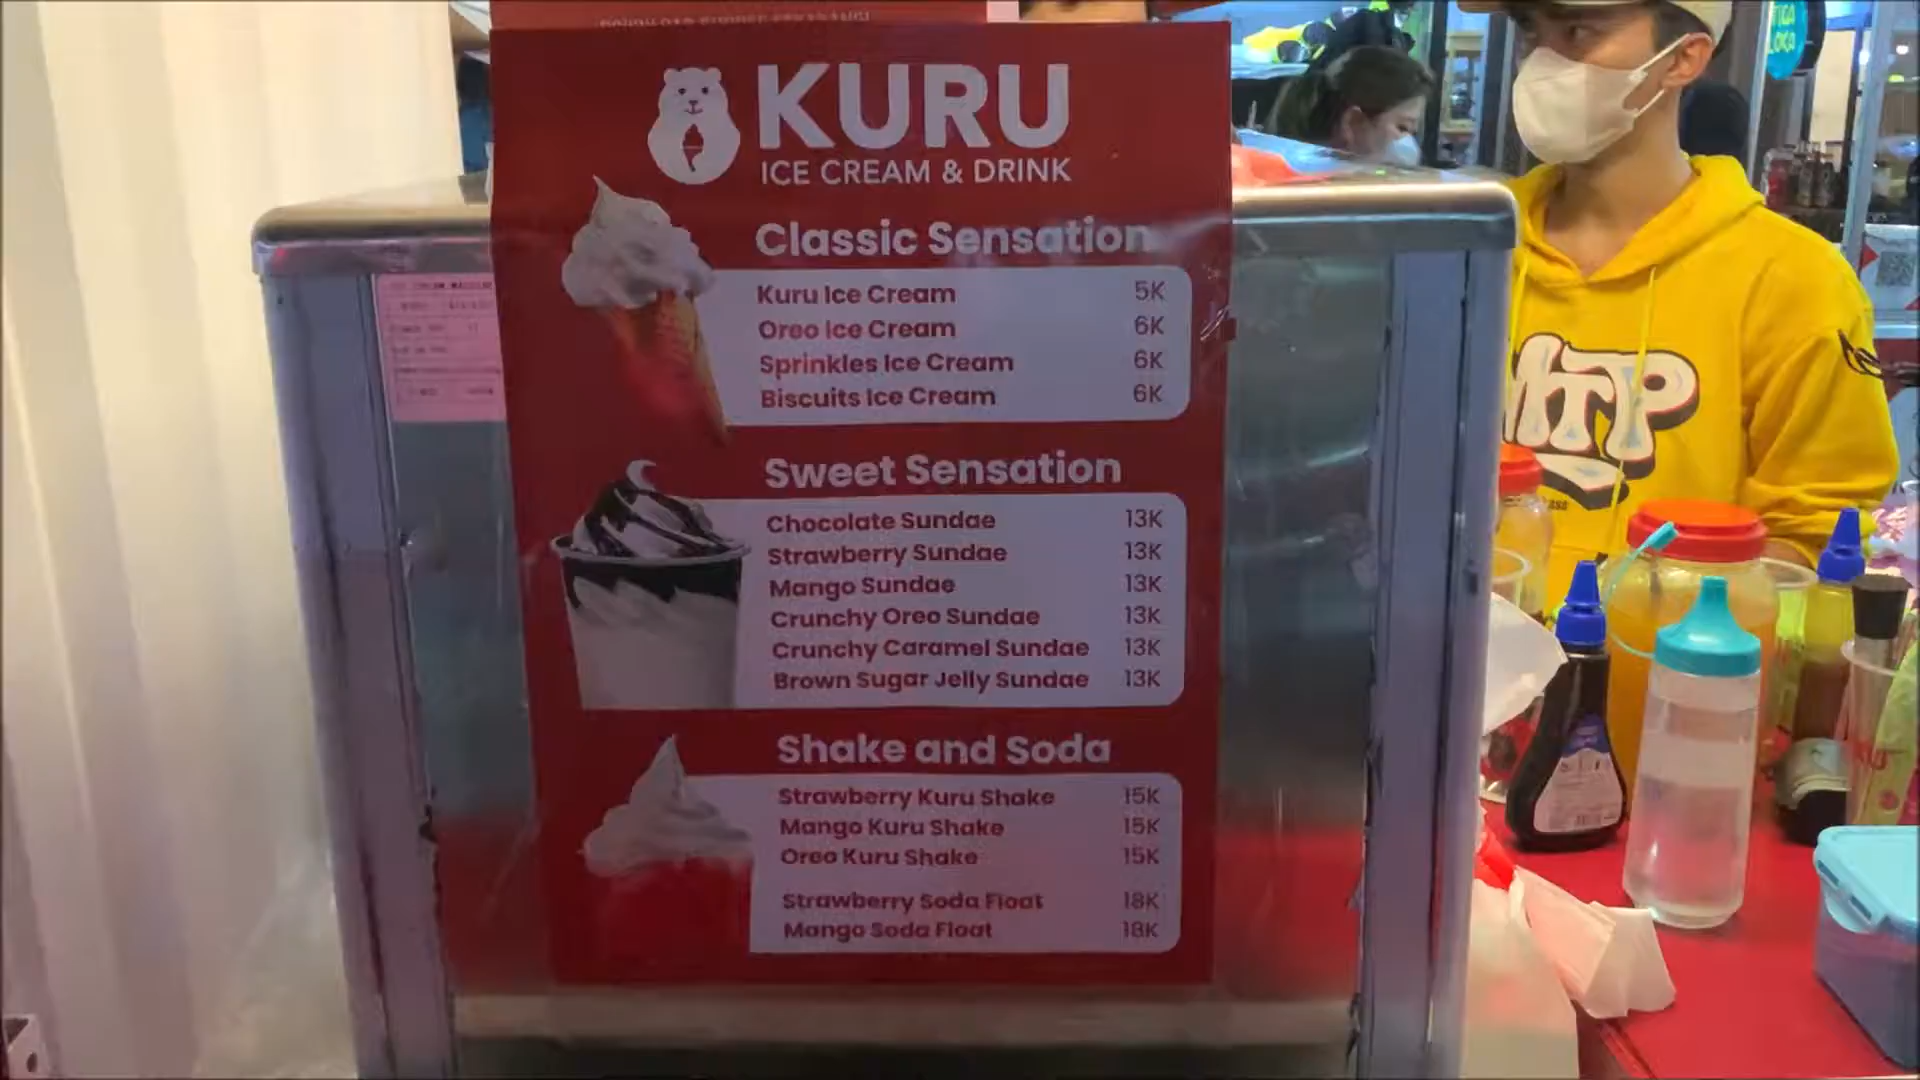 KURU
ICE CREAM & DRINK
Classic Sensation
Kuru Ice Cream 5K
Oreo Ice Cream 6K
Sprinkles Ice Cream 6K
Biscuits Ice Cream 6K
Sweet Sensation
Chocolate Sundae 13K
Strawberry Sundae 13K
Mango Sundae 13K
Crunchy Oreo Sundae 13K
Crunchy Caramel Sundae 13K
Brown Sugar Jelly Sundae 13K
Shake and Soda
Strawberry Kuru Shake 15K
Mango Kuru Shake 15K
Oreo Kuru Shake 15K
Strawberry Soda Float 18K
Mango Soda Float 18K
MTP